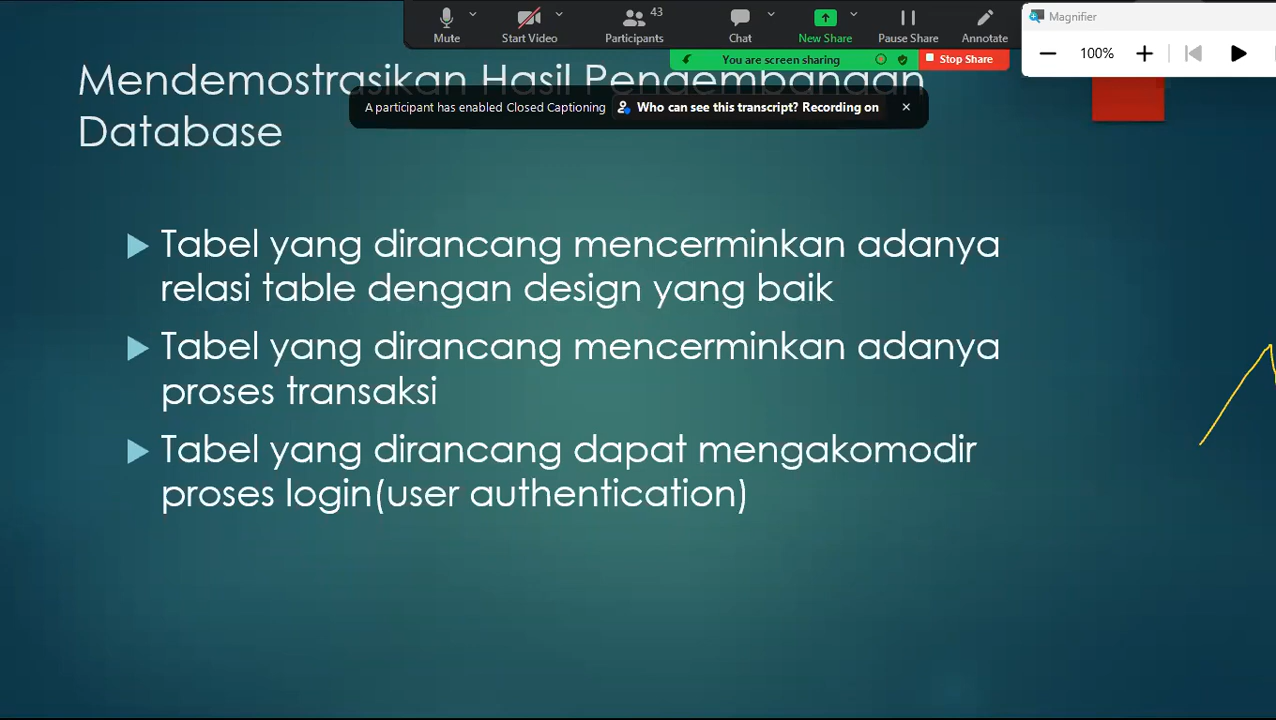 43
Mute
Start Video
Participants
Chat
New Share
Pause Share
Annotate
Magnifier
100%
You are screen sharing
Stop Share
Mendemostrasikan Hasil Pengembangan
Database
A participant has enabled Closed Captioning
Who can see this transcript? Recording on
Tabel yang dirancang mencerminkan adanya
relasi table dengan design yang baik
Tabel yang dirancang mencerminkan adanya
proses transaksi
Tabel yang dirancang dapat mengakomodir
proses login(user authentication)